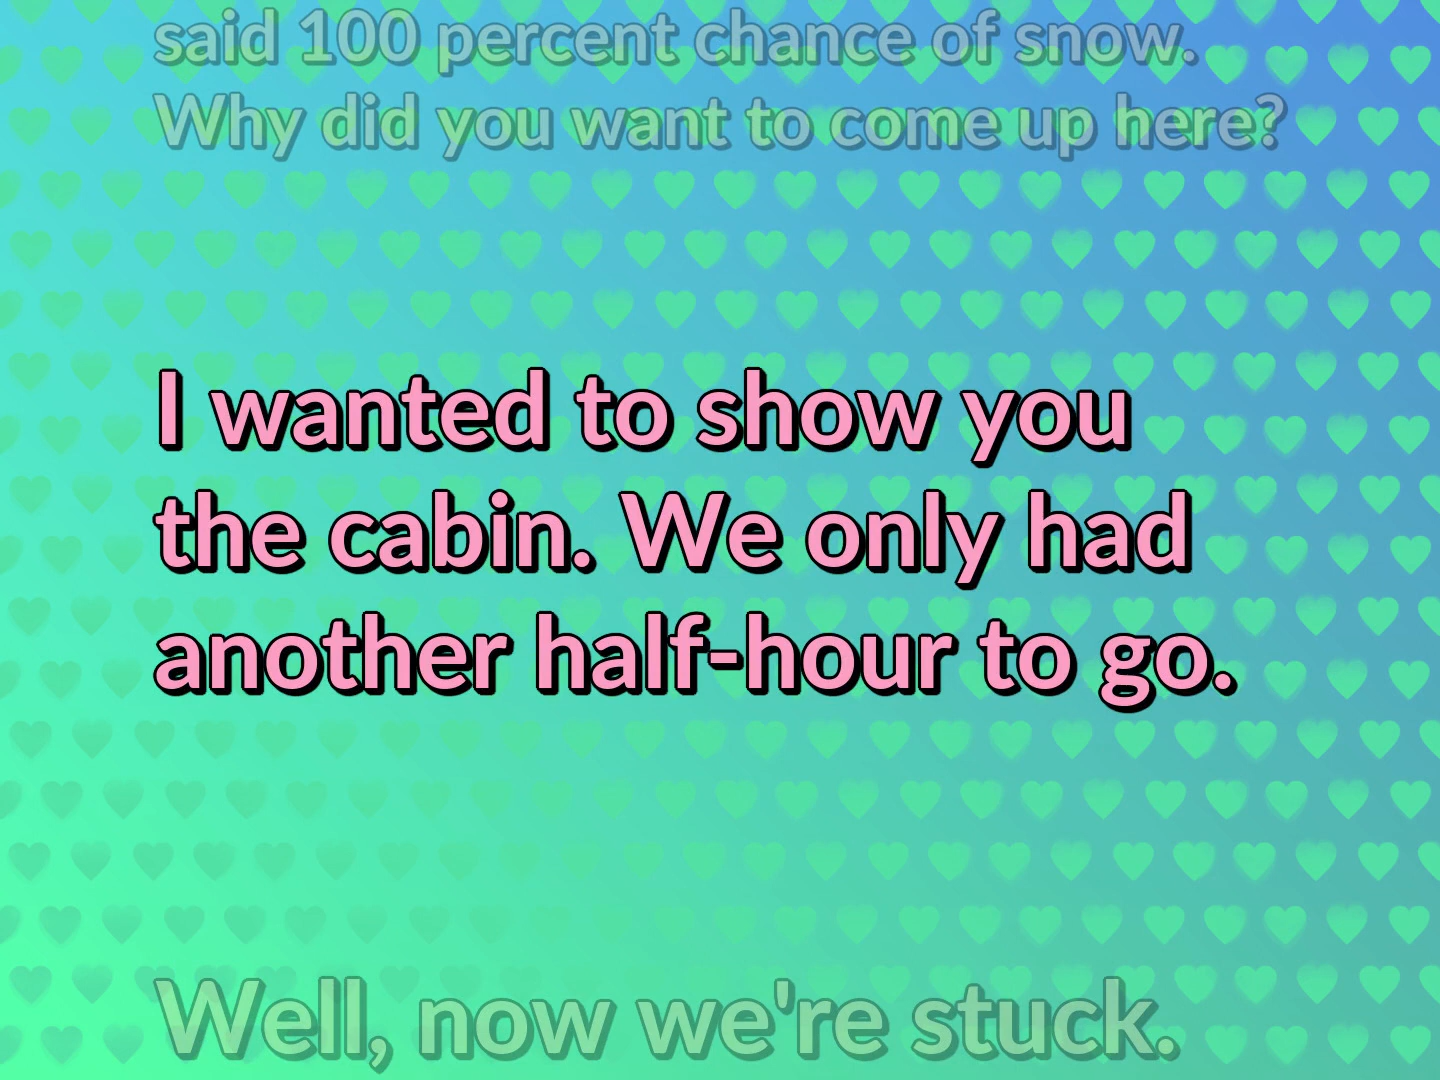 said 100 percent chance of snow.
Why did you want to come up here?
I wanted to show you
the cabin. We only had
another half-hour to go.
Well, now we're stuck.